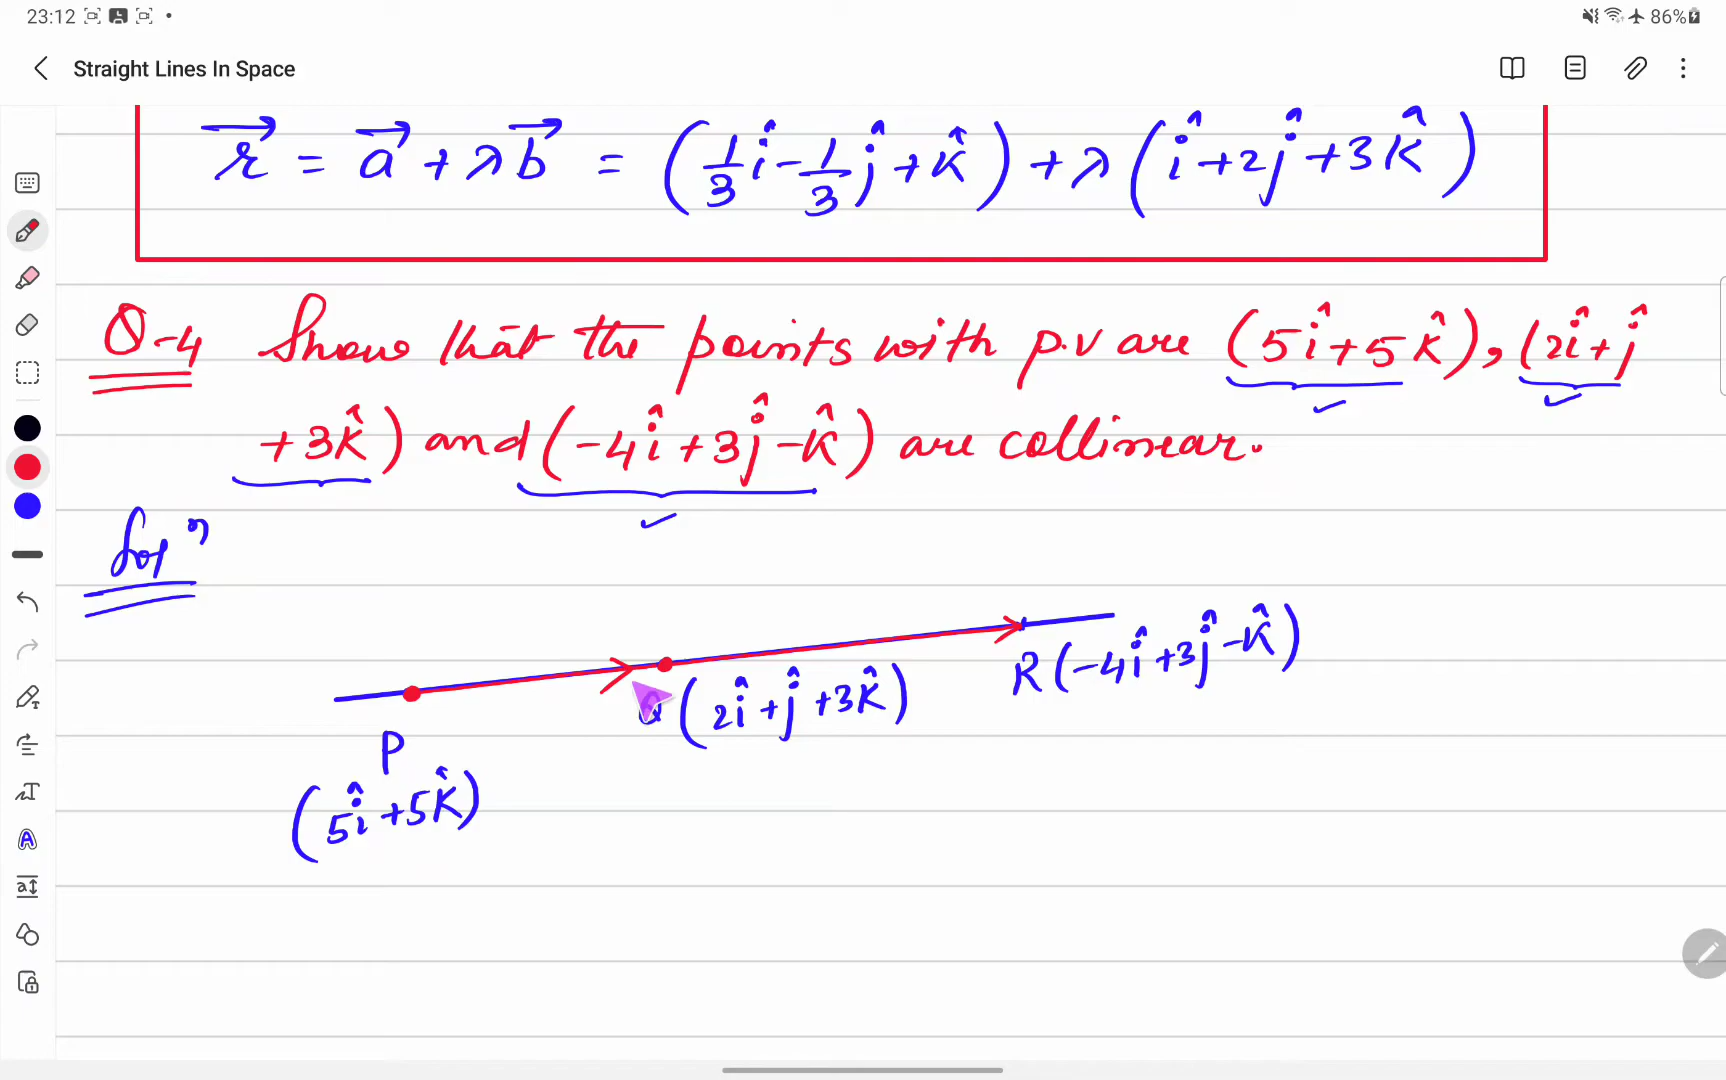 23:12 86%
Straight Lines In Space
r⃗ = a⃗ + λb⃗ = (1/3 î - 1/3 ĵ + k̂) + λ(î + 2ĵ + 3k̂)
Q-4 Show that the points with p.v are (5î + 5k̂), (2î + ĵ
+ 3k̂) and (-4î + 3ĵ - k̂) are collinear.
Solⁿ
R(-4î + 3ĵ - k̂)
Q(2î + ĵ + 3k̂)
P
(5î + 5k̂)